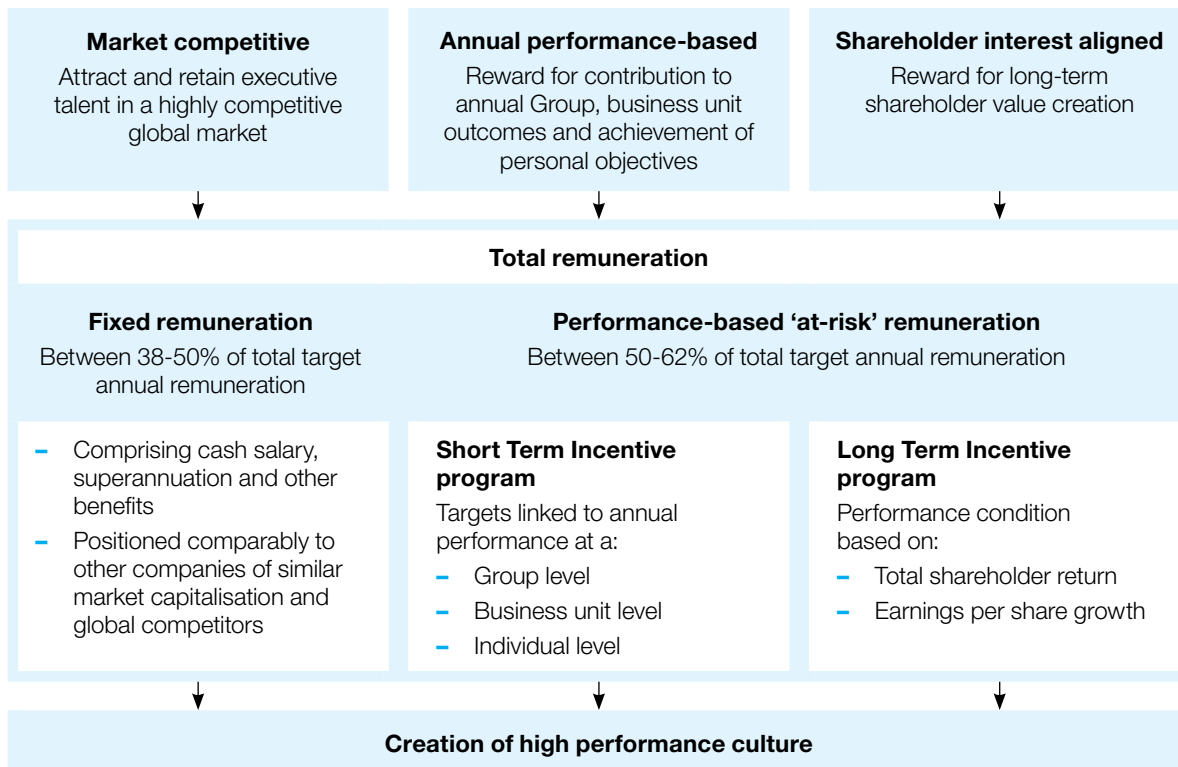 Market competitive
Attract and retain executive
talent in a highly competitive
global market
Annual performance-based
Reward for contribution to
annual Group, business unit
outcomes and achievement of
personal objectives
Shareholder interest aligned
Reward for long-term
shareholder value creation
Total remuneration
Fixed remuneration
Between 38-50% of total target
annual remuneration
Performance-based ‘at-risk’ remuneration
Between 50-62% of total target annual remuneration
– Comprising cash salary,
superannuation and other
benefits
– Positioned comparably to
other companies of similar
market capitalisation and
global competitors
Short Term Incentive
program
Targets linked to annual
performance at a:
– Group level
– Business unit level
– Individual level
Long Term Incentive
program
Performance condition
based on:
– Total shareholder return
– Earnings per share growth
Creation of high performance culture